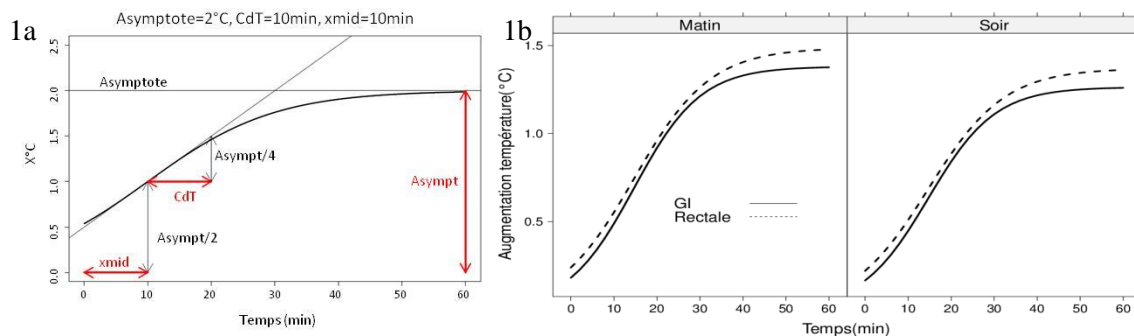 1a
Asymptote=2°C, CdT=10min, xmid=10min
X°C
0.0 0.5 1.0 1.5 2.0 2.5
Asymptote
Asympt/4
CdT
Asympt
Asympt/2
xmid
0 10 20 30 40 50 60
Temps (min)
1b
Matin Soir
Augmentation température(°C)
1.5
1.0
0.5
GI
Rectale
0 10 20 30 40 50 60 0 10 20 30 40 50 60
Temps(min)